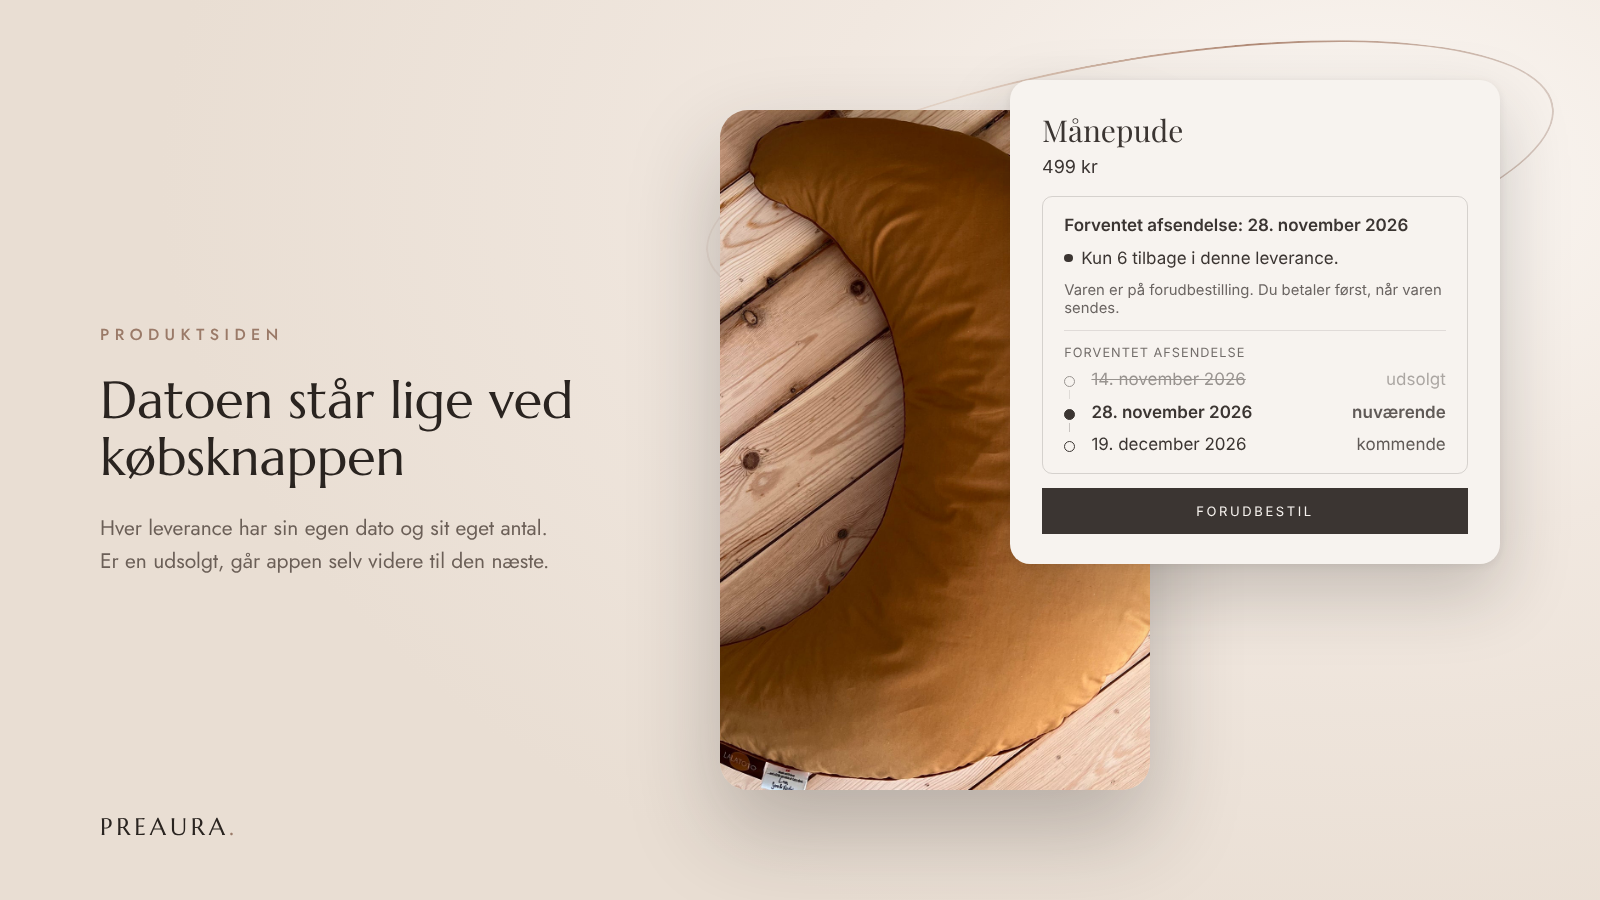 PRODUKTSIDEN
Datoen står lige ved
købsknappen
Hver leverance har sin egen dato og sit eget antal.
Er en udsolgt, går appen selv videre til den næste.
PREAURA.
Månepude
499 kr
Forventet afsendelse: 28. november 2026
Kun 6 tilbage i denne leverance.
Varen er på forudbestilling. Du betaler først, når varen
sendes.
FORVENTET AFSENDELSE
14. november 2026 udsolgt
28. november 2026 nuværende
19. december 2026 kommende
FORUDBESTIL